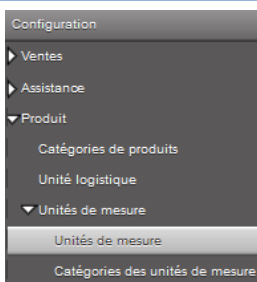 Configuration
Ventes
Assistance
Produit
Catégories de produits
Unité logistique
Unités de mesure
Unités de mesure
Catégories des unités de mesure